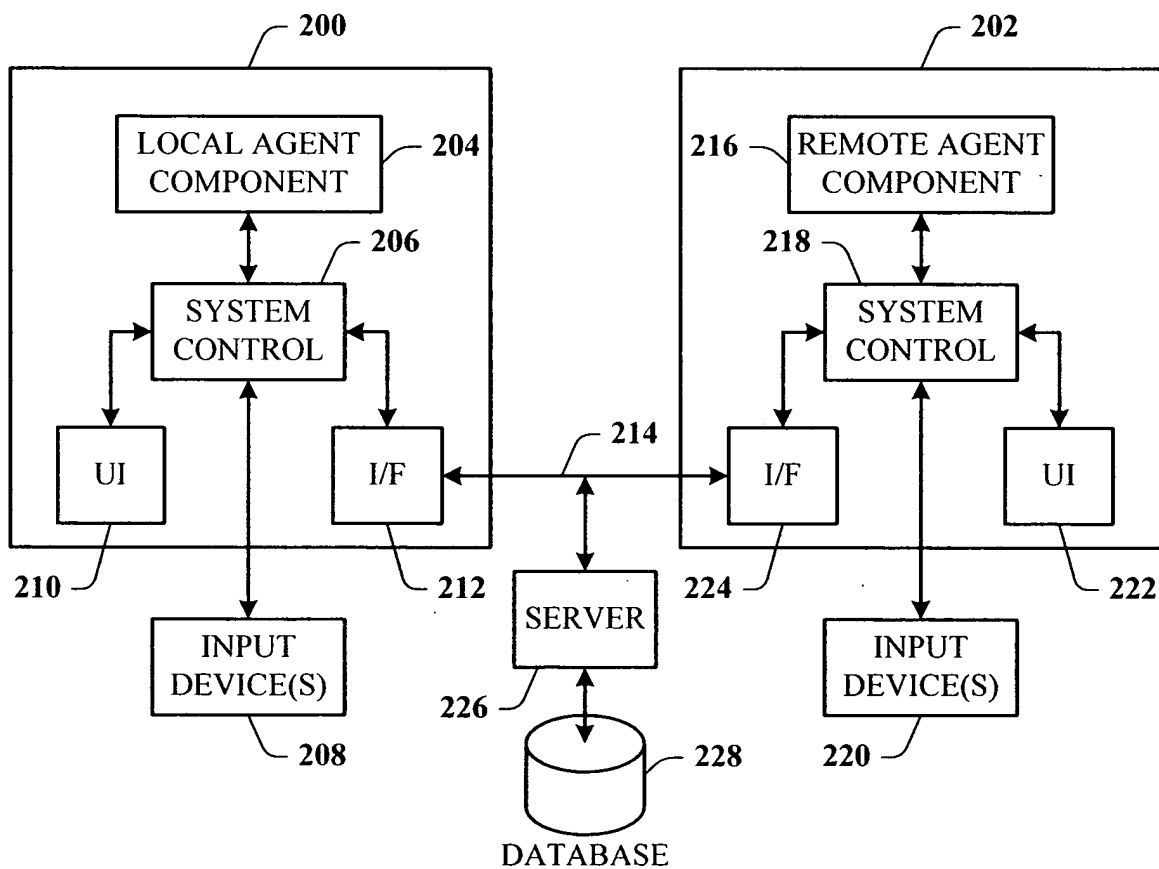 200
202
LOCAL AGENT
COMPONENT
204
216
REMOTE AGENT
COMPONENT
206
218
SYSTEM
CONTROL
SYSTEM
CONTROL
214
UI
I/F
I/F
UI
210
212
224
222
SERVER
226
INPUT
DEVICE(S)
INPUT
DEVICE(S)
208
228
220
DATABASE